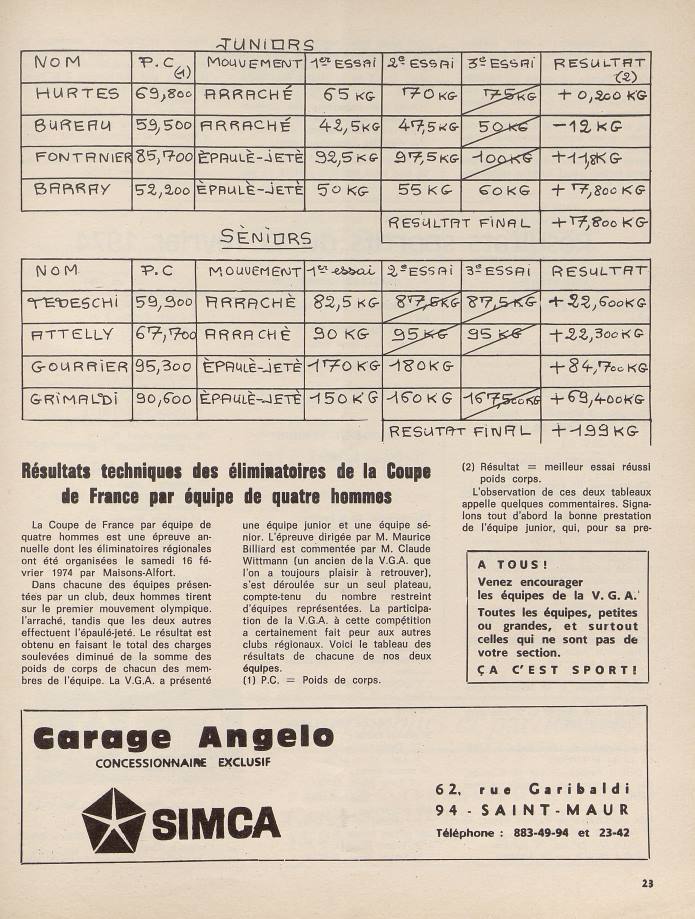 JUNIORS
NOM P.C (1) MOUVEMENT 1er ESSAI 2e ESSAI 3e ESSAI RESULTAT (2)
HURTES 69,800 ARRACHÉ 65 KG 70 KG 75 KG + 0,200 KG
BUREAU 59,500 ARRACHÉ 42,5 KG 47,5 KG 50 KG -12 KG
FONTANIER 85,700 ÈPAULÈ-JETÈ 92,5 KG 97,5 KG 100 KG +11,8 KG
BARRAY 52,200 ÈPAULÈ-JETÈ 50 KG 55 KG 60 KG + 7,800 KG
RESULTAT FINAL +7,800 KG
SÈNIORS
NOM P.C MOUVEMENT 1er essai 2e ESSAI 3e ESSAI RESULTAT
TEDESCHI 59,900 ARRACHÈ 82,5 KG 87,5 KG 87,5 KG +22,600 KG
ATTELLY 67,700 ARRACHÈ 90 KG 95 KG 95 KG +22,300 KG
GOURRIER 95,300 ÈPAULÈ-JETÈ 170 KG 180 KG +84,700 KG
GRIMALDI 90,600 ÈPAULÈ-JETÈ 150 KG 160 KG 167,500 KG +69,400 KG
RESUTAT FINAL +199 KG
Résultats techniques des éliminatoires de la Coupe
de France par équipe de quatre hommes
La Coupe de France par équipe de
quatre hommes est une épreuve an-
nuelle dont les éliminatoires régionales
ont été organisées le samedi 16 fé-
vrier 1974 par Maisons-Alfort.
Dans chacune des équipes présen-
tées par un club, deux hommes tirent
sur le premier mouvement olympique.
l'arraché, tandis que les deux autres
effectuent l'épaulé-jeté. Le résultat est
obtenu en faisant le total des charges
soulevées diminué de la somme des
poids de corps de chacun des mem-
bres de l'équipe. La V.G.A. a présenté
une équipe junior et une équipe sé-
nior. L'épreuve dirigée par M. Maurice
Billiard est commentée par M. Claude
Wittmann (un ancien de la V.G.A. que
l'on a toujours plaisir à retrouver),
s'est déroulée sur un seul plateau,
compte-tenu du nombre restreint
d'équipes représentées. La participa-
tion de la V.G.A. à cette compétition
a certainement fait peur aux autres
clubs régionaux. Voici le tableau des
résultats de chacune de nos deux
équipes.
(1) P.C. = Poids de corps.
(2) Résultat = meilleur essai réussi
poids corps.
L'observation de ces deux tableaux
appelle quelques commentaires. Signa-
lons tout d'abord la bonne prestation
de l'équipe junior, qui, pour sa pre-
A TOUS!
Venez encourager
les équipes de la V. G. A.
Toutes les équipes, petites
ou grandes, et surtout
celles qui ne sont pas de
votre section.
ÇA C'EST SPORT!
Garage Angelo
CONCESSIONNAIRE EXCLUSIF
SIMCA
62, rue Garibaldi
94 - SAINT-MAUR
Téléphone : 883-49-94 et 23-42
23